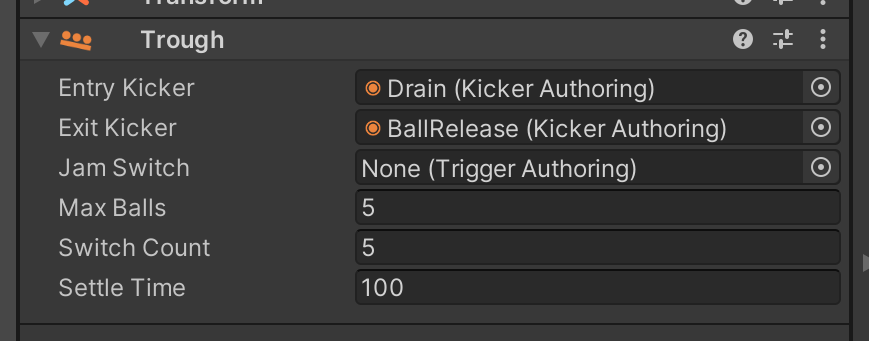 Transform
Trough
Entry Kicker Drain (Kicker Authoring)
Exit Kicker BallRelease (Kicker Authoring)
Jam Switch None (Trigger Authoring)
Max Balls 5
Switch Count 5
Settle Time 100